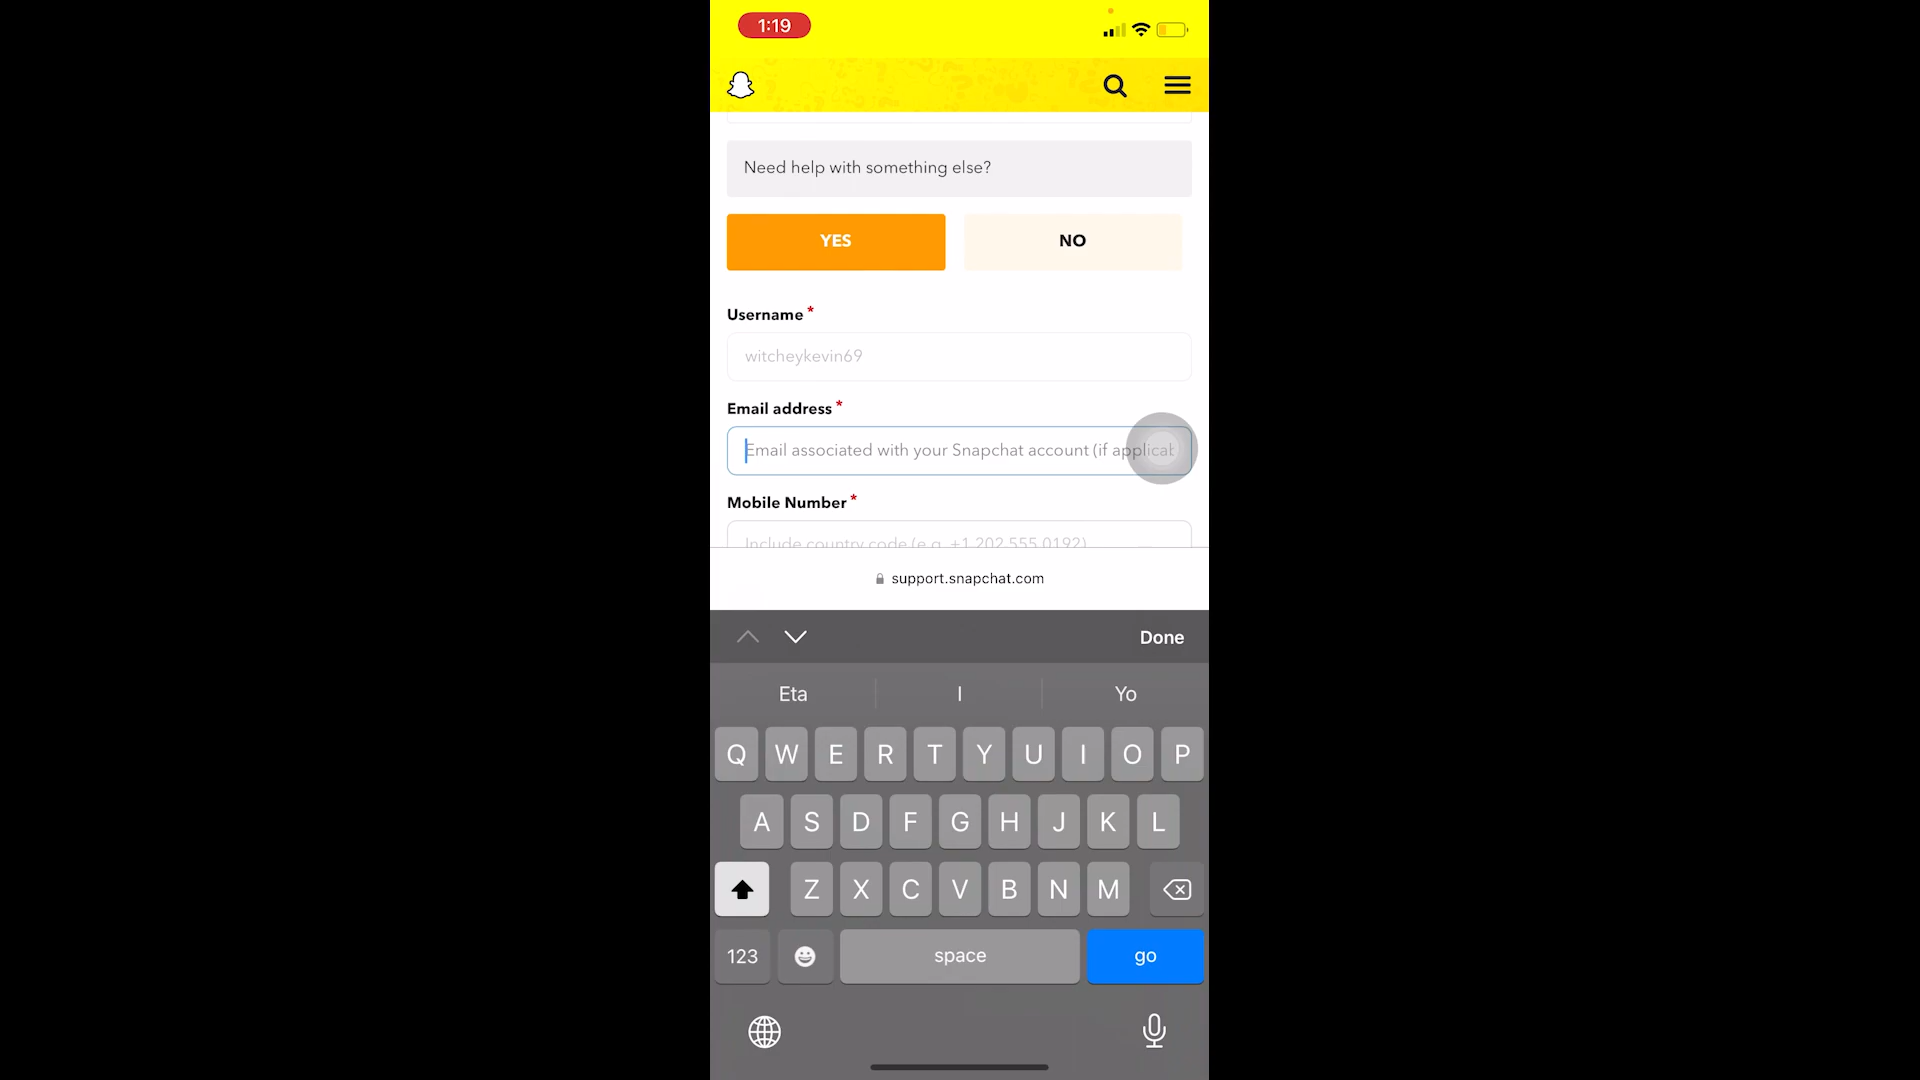 1:19
Need help with something else?
YES
NO
Username *
witcheykevin69
Email address *
Email associated with your Snapchat account (if applicab
Mobile Number *
Include country code (e.g. +1 202 555 0192)
support.snapchat.com
Done
Eta
I
Yo
Q W E R T Y U I O P
A S D F G H J K L
Z X C V B N M
123
space
go